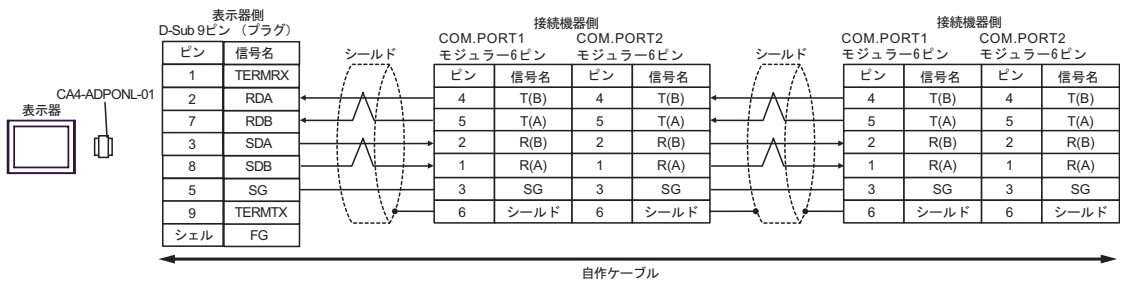 表示器側
D-Sub 9ピン （プラグ）
接続機器側
接続機器側
COM.PORT1 COM.PORT2
COM.PORT1 COM.PORT2
モジュラー6ピン モジュラー6ピン
モジュラー6ピン モジュラー6ピン
シールド
シールド
CA4-ADPONL-01
表示器
ピン 信号名
1 TERMRX
2 RDA
7 RDB
3 SDA
8 SDB
5 SG
9 TERMTX
シェル FG
ピン 信号名 ピン 信号名
4 T(B) 4 T(B)
5 T(A) 5 T(A)
2 R(B) 2 R(B)
1 R(A) 1 R(A)
3 SG 3 SG
6 シールド 6 シールド
ピン 信号名 ピン 信号名
4 T(B) 4 T(B)
5 T(A) 5 T(A)
2 R(B) 2 R(B)
1 R(A) 1 R(A)
3 SG 3 SG
6 シールド 6 シールド
自作ケーブル